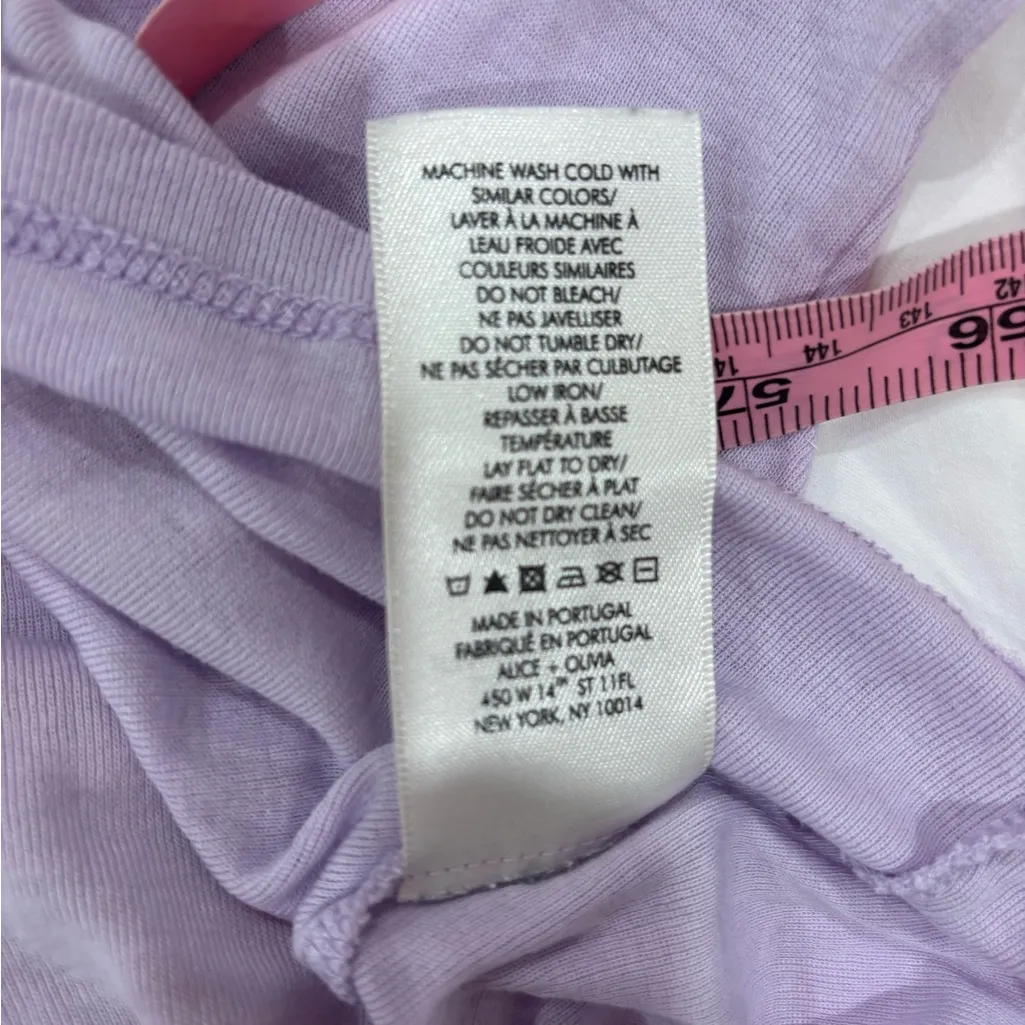 MACHINE WASH COLD WITH
SIMILAR COLORS/
LAVER À LA MACHINE À
LEAU FROIDE AVEC
COULEURS SIMILAIRES
DO NOT BLEACH/
NE PAS JAVELLISER
DO NOT TUMBLE DRY/
NE PAS SÉCHER PAR CULBUTAGE
LOW IRON/
REPASSER À BASSE
TEMPÉRATURE
LAY FLAT TO DRY/
FAIRE SÉCHER À PLAT
DO NOT DRY CLEAN/
NE PAS NETTOYER À SEC
MADE IN PORTUGAL
FABRIQUÉ EN PORTUGAL
ALICE + OLIVIA
450 W 14TH ST 11FL
NEW YORK, NY 10014
144 143 42
57 56